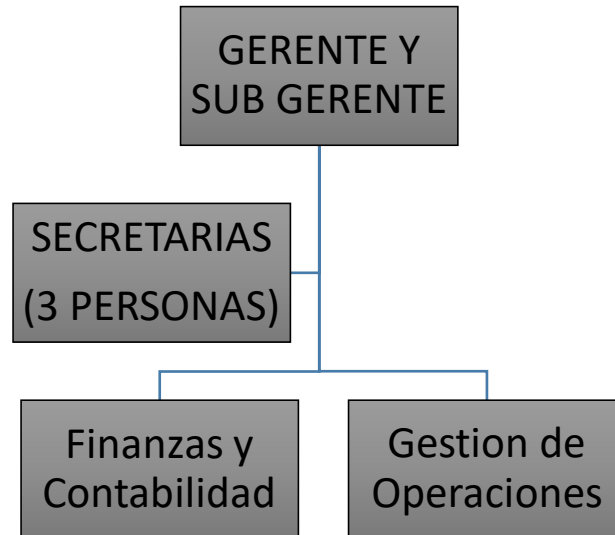 GERENTE Y
SUB GERENTE
SECRETARIAS
(3 PERSONAS)
Finanzas y
Contabilidad
Gestion de
Operaciones